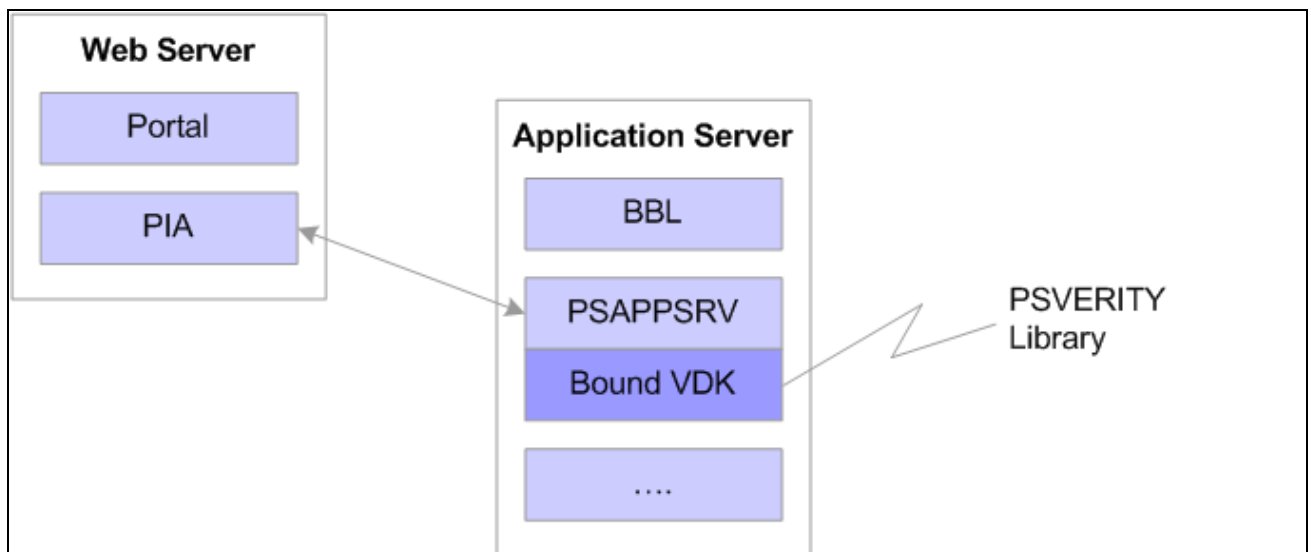 Web Server
Portal
PIA
Application Server
BBL
PSAPPSRV
Bound VDK
....
PSVERITY
Library